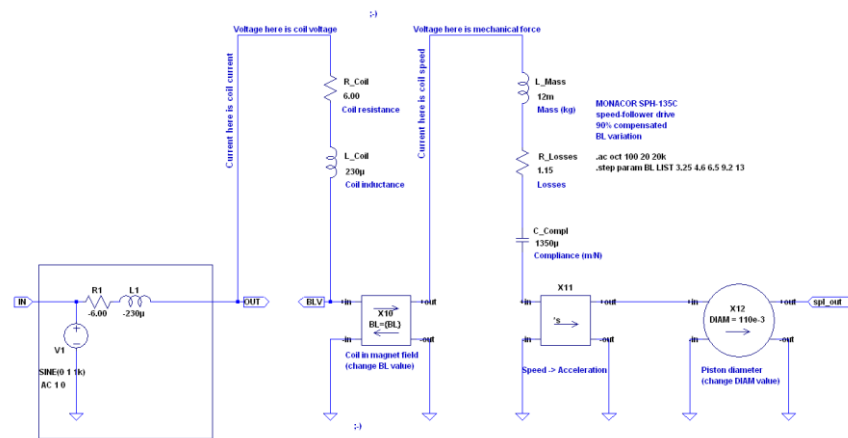 ;-)
Voltage here is coil voltage
Voltage here is mechanical force
Current here is coil current
Current here is coil speed
R_Coil
6.00
Coil resistance
L_Coil
230µ
Coil inductance
L_Mass
12m
Mass (kg)
MONACOR SPH-135C
speed-follower drive
90% compensated
BL variation
R_Losses
1.15
Losses
.ac oct 100 20 20k
.step param BL LIST 3.25 4.6 6.5 9.2 13
C_Compl
1350µ
Compliance (m/N)
IN
R1
-6.00
L1
-230µ
OUT
BLV
+in
+out
X10
BL={BL}
-in
-out
Coil in magnet field
(change BL value)
X11
+in
+out
's
-in
-out
Speed -> Acceleration
+in
+out
X12
DIAM = 110e-3
-in
-out
Piston diameter
(change DIAM value)
spl_out
V1
SINE(0 1 1k)
AC 1 0
;-)